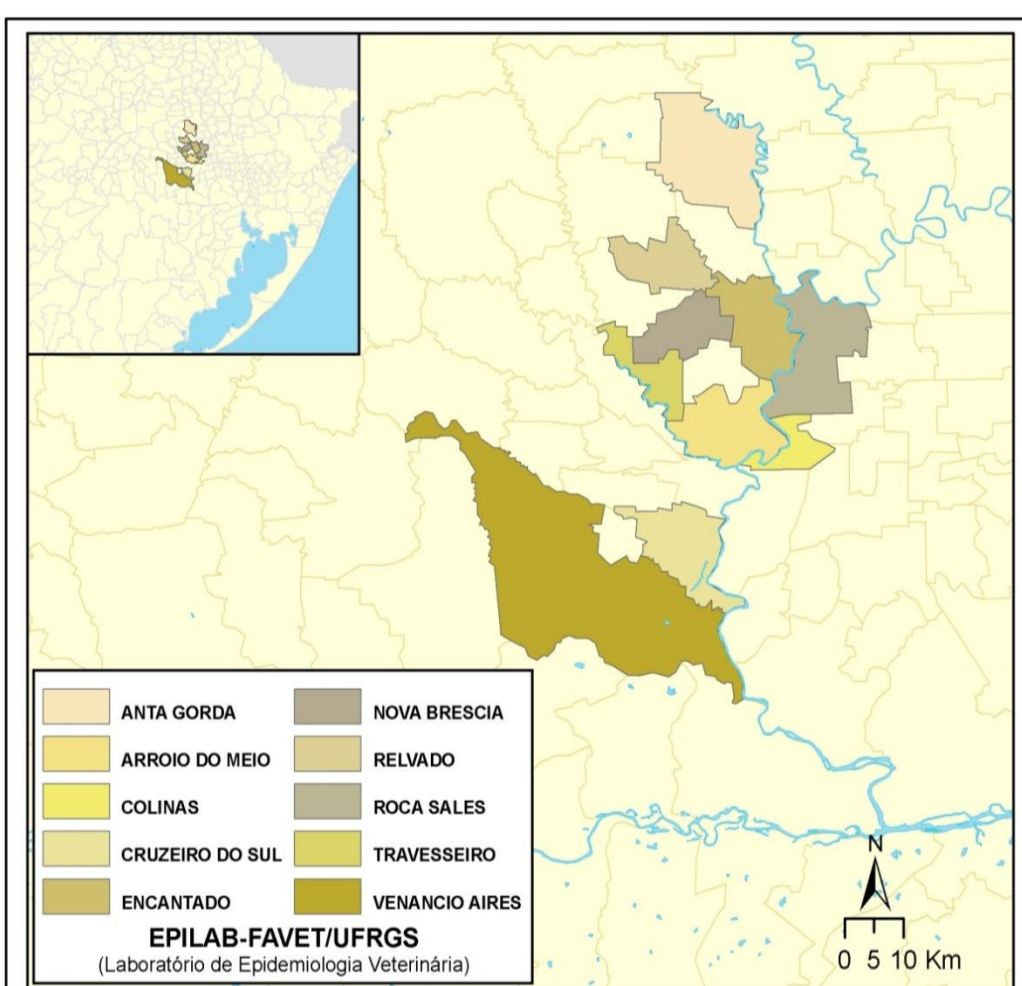 ANTA GORDA
ARROIO DO MEIO
COLINAS
CRUZEIRO DO SUL
ENCANTADO
NOVA BRESCIA
RELVADO
ROCA SALES
TRAVESSEIRO
VENANCIO AIRES
EPILAB-FAVET/UFRGS
(Laboratório de Epidemiologia Veterinária)
N
0 5 10 Km